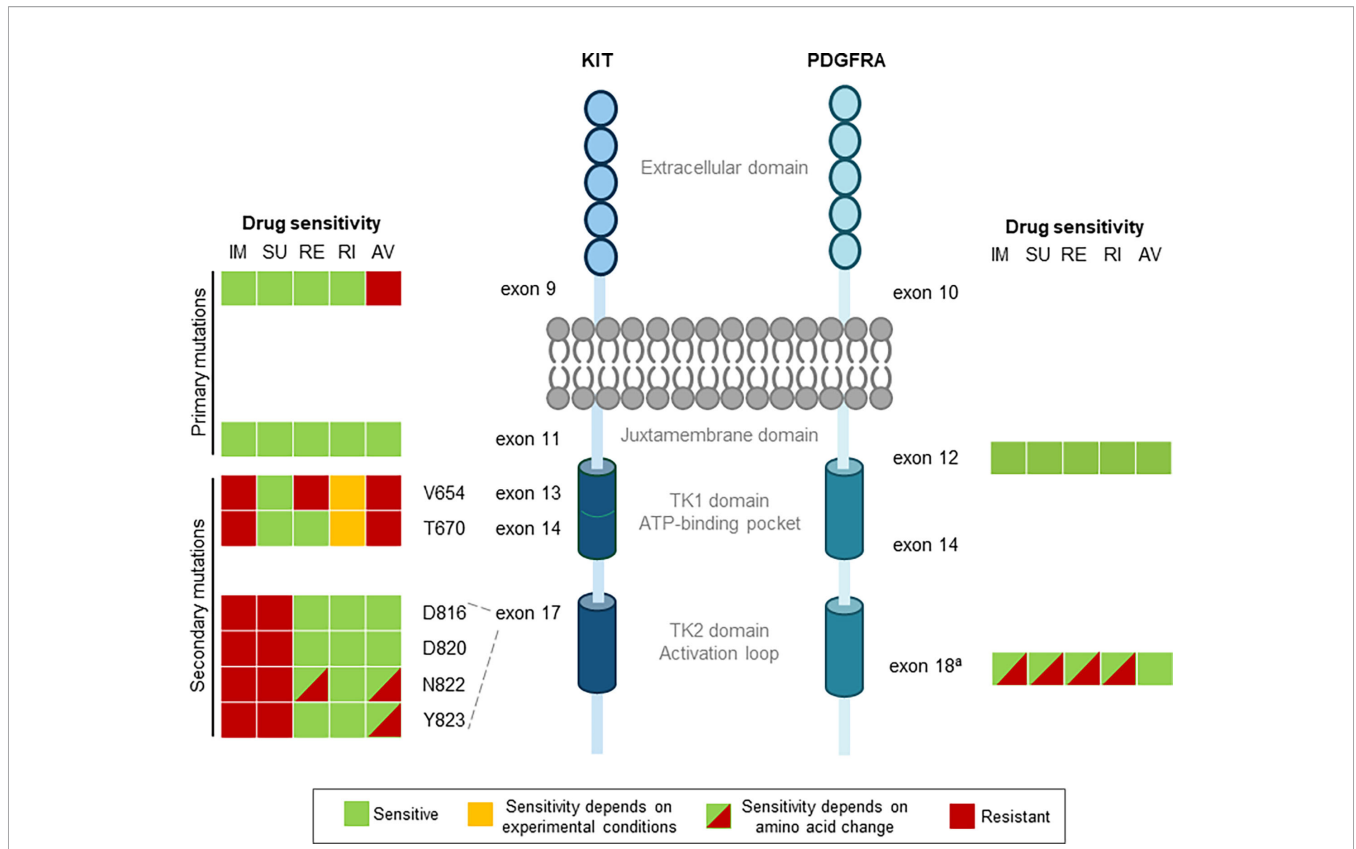 KIT
PDGFRA
Extracellular domain
Drug sensitivity
IM SU RE RI AV
Drug sensitivity
IM SU RE RI AV
Primary mutations
exon 9
exon 10
exon 11
Juxtamembrane domain
exon 12
Secondary mutations
V654
exon 13
T670
exon 14
TK1 domain
ATP-binding pocket
exon 14
D816
exon 17
D820
N822
Y823
TK2 domain
Activation loop
exon 18ª
Sensitive
Sensitivity depends on
experimental conditions
Sensitivity depends on
amino acid change
Resistant